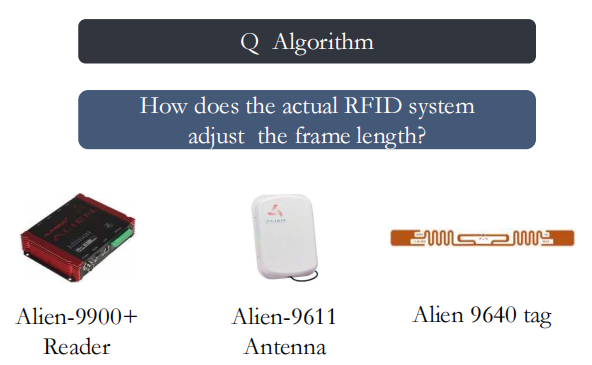 Q Algorithm
How does the actual RFID system
adjust the frame length?
ALIEN
Alien-9900+
Reader
Alien-9611
Antenna
Alien 9640 tag